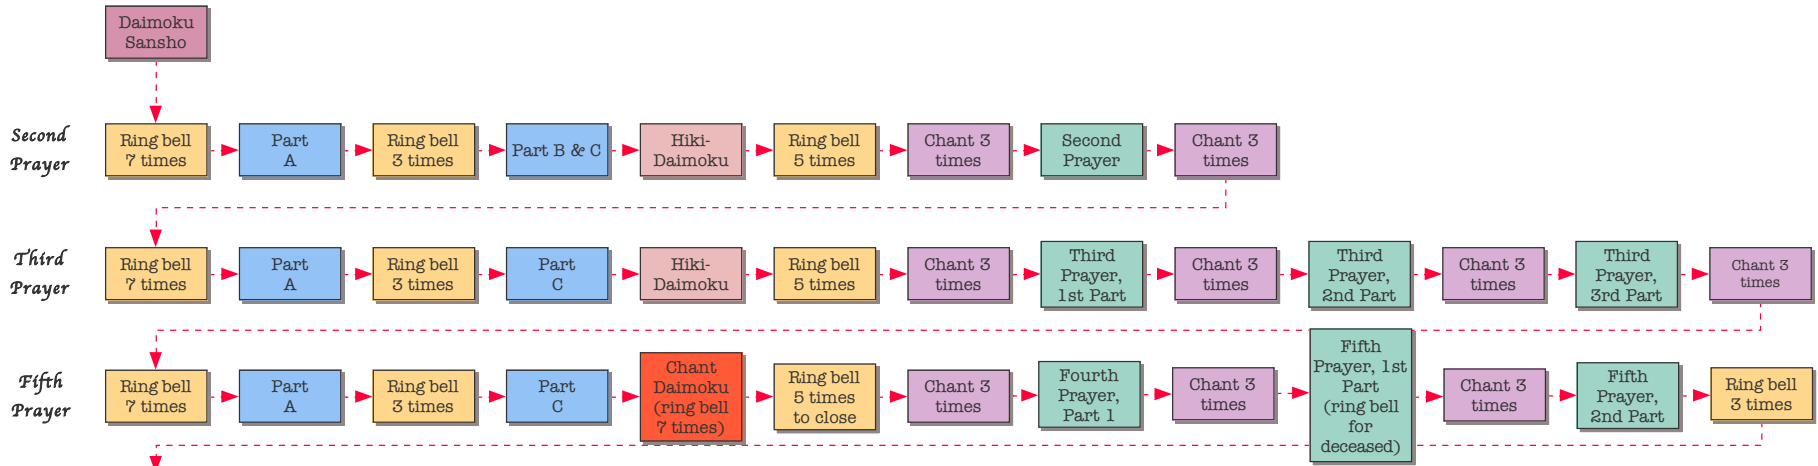 Daimoku
Sansho
Second
Prayer
Ring bell
7 times
Part
A
Ring bell
3 times
Part B & C
Hiki-
Daimoku
Ring bell
5 times
Chant 3
times
Second
Prayer
Chant 3
times
Third
Prayer
Ring bell
7 times
Part
A
Ring bell
3 times
Part
C
Hiki-
Daimoku
Ring bell
5 times
Chant 3
times
Third
Prayer,
1st Part
Chant 3
times
Third
Prayer,
2nd Part
Chant 3
times
Third
Prayer,
3rd Part
Chant 3
times
Fifth
Prayer
Ring bell
7 times
Part
A
Ring bell
3 times
Part
C
Chant
Daimoku
(ring bell
7 times)
Ring bell
5 times
to close
Chant 3
times
Fourth
Prayer,
Part 1
Chant 3
times
Fifth
Prayer, 1st
Part
(ring bell
for
deceased)
Chant 3
times
Fifth
Prayer,
2nd Part
Ring bell
3 times